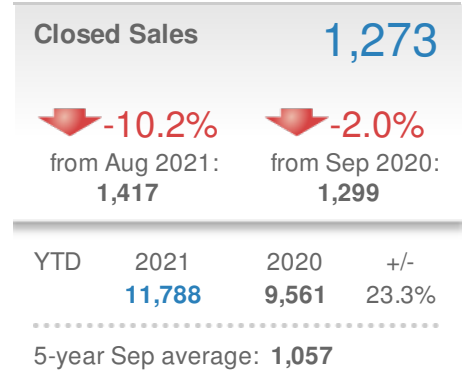 Closed Sales 1,273
-10.2% -2.0%
from Aug 2021: from Sep 2020:
1,417 1,299
YTD 2021 2020 +/-
11,788 9,561 23.3%
5-year Sep average: 1,057